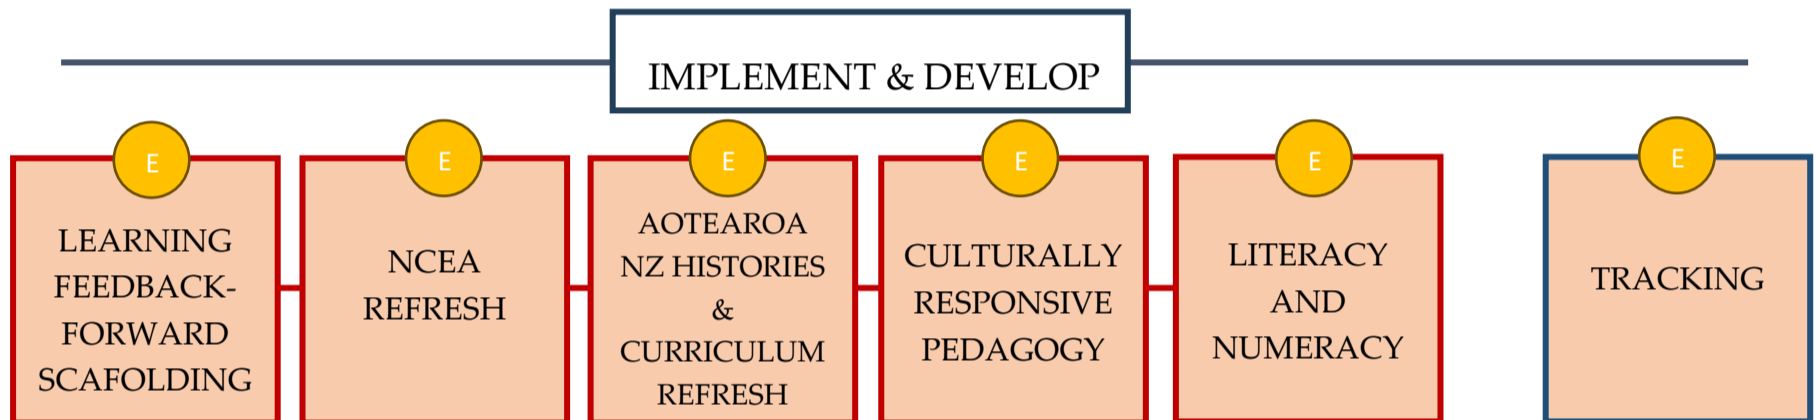 IMPLEMENT & DEVELOP
E
LEARNING
FEEDBACK-
FORWARD
SCAFOLDING
E
NCEA
REFRESH
E
AOTEAROA
NZ HISTORIES
&
CURRICULUM
REFRESH
E
CULTURALLY
RESPONSIVE
PEDAGOGY
E
LITERACY
AND
NUMERACY
E
TRACKING